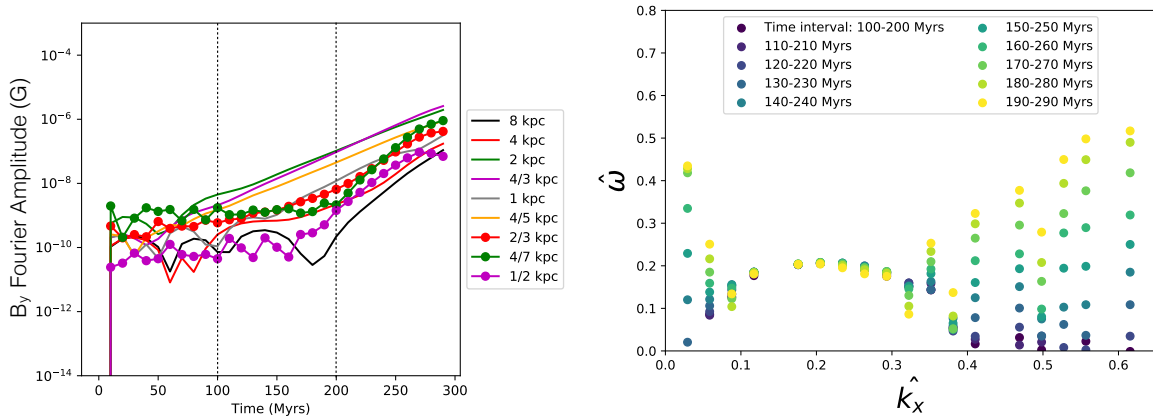 10⁻⁴
10⁻⁶
10⁻⁸
10⁻¹⁰
10⁻¹²
10⁻¹⁴
B_y Fourier Amplitude (G)
0 50 100 150 200 250 300
Time (Myrs)
8 kpc
4 kpc
2 kpc
4/3 kpc
1 kpc
4/5 kpc
2/3 kpc
4/7 kpc
1/2 kpc
0.8
0.7
0.6
0.5
0.4
0.3
0.2
0.1
0.0
ω̂
Time interval: 100-200 Myrs
110-210 Myrs
120-220 Myrs
130-230 Myrs
140-240 Myrs
150-250 Myrs
160-260 Myrs
170-270 Myrs
180-280 Myrs
190-290 Myrs
0.0 0.1 0.2 0.3 0.4 0.5 0.6
k̂_x